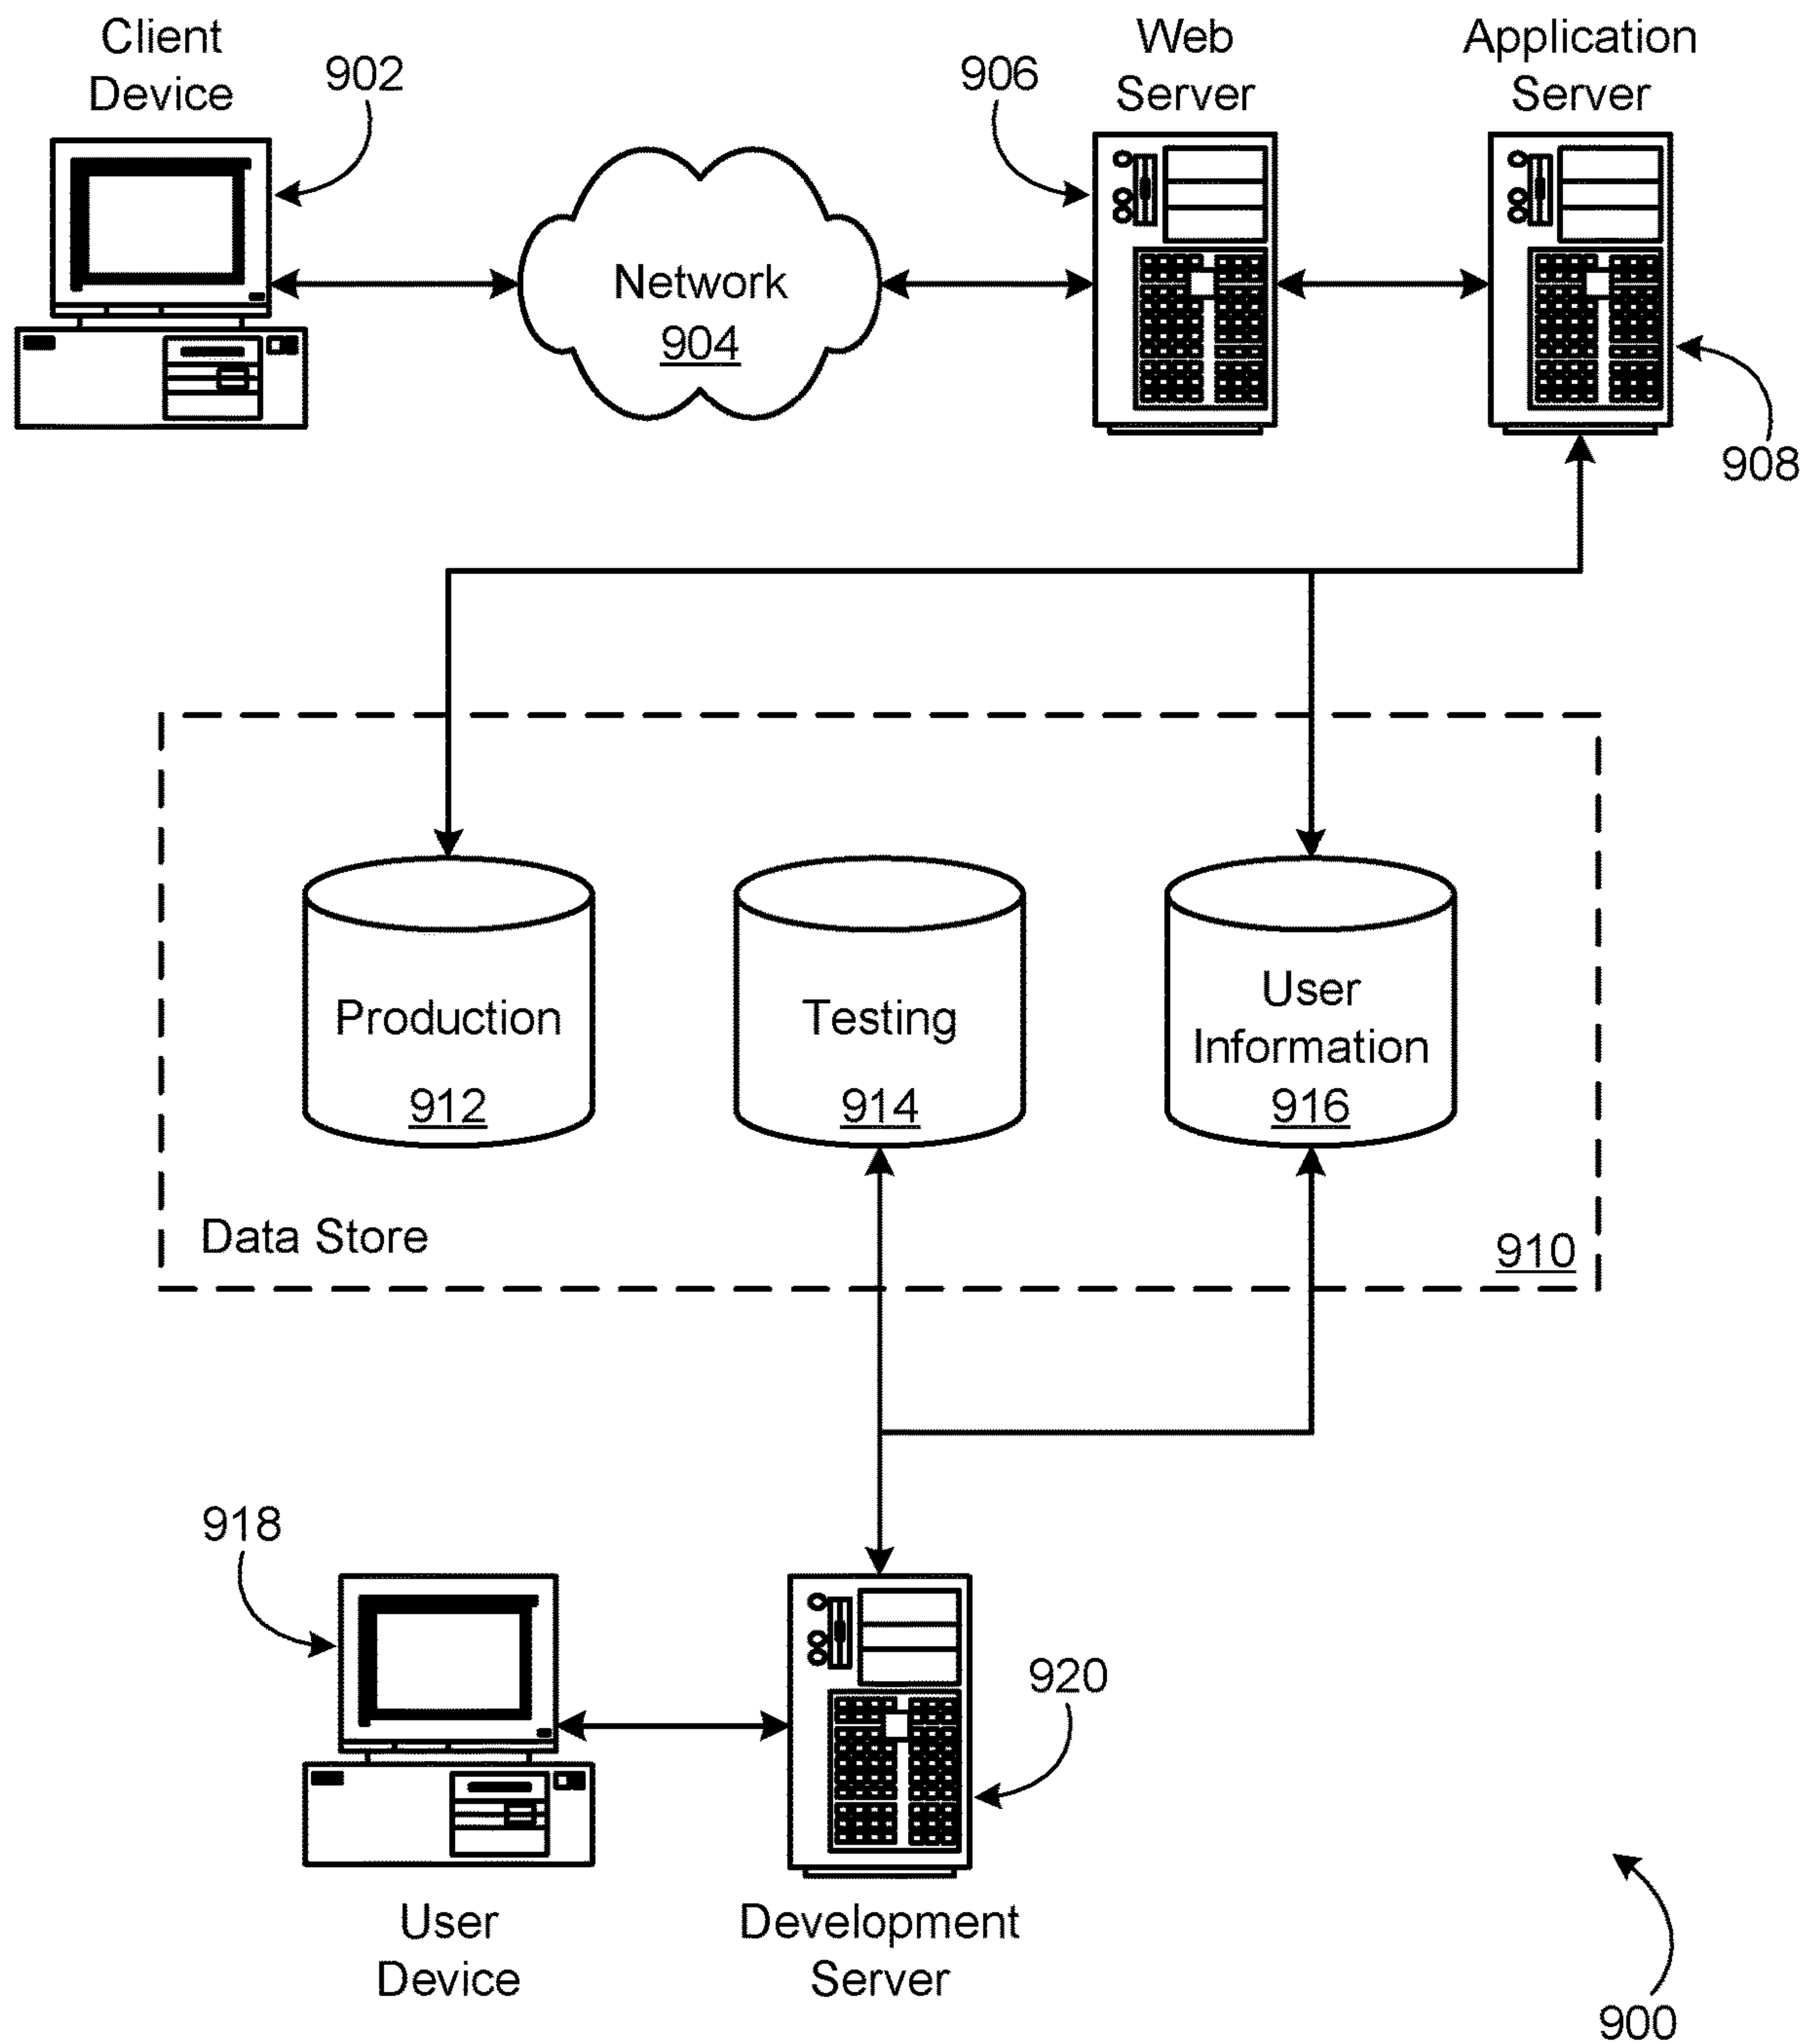 Client
Device
902
906
Web
Server
Application
Server
Network
904
908
Production
912
Testing
914
User
Information
916
Data Store
910
918
920
User
Device
Development
Server
900